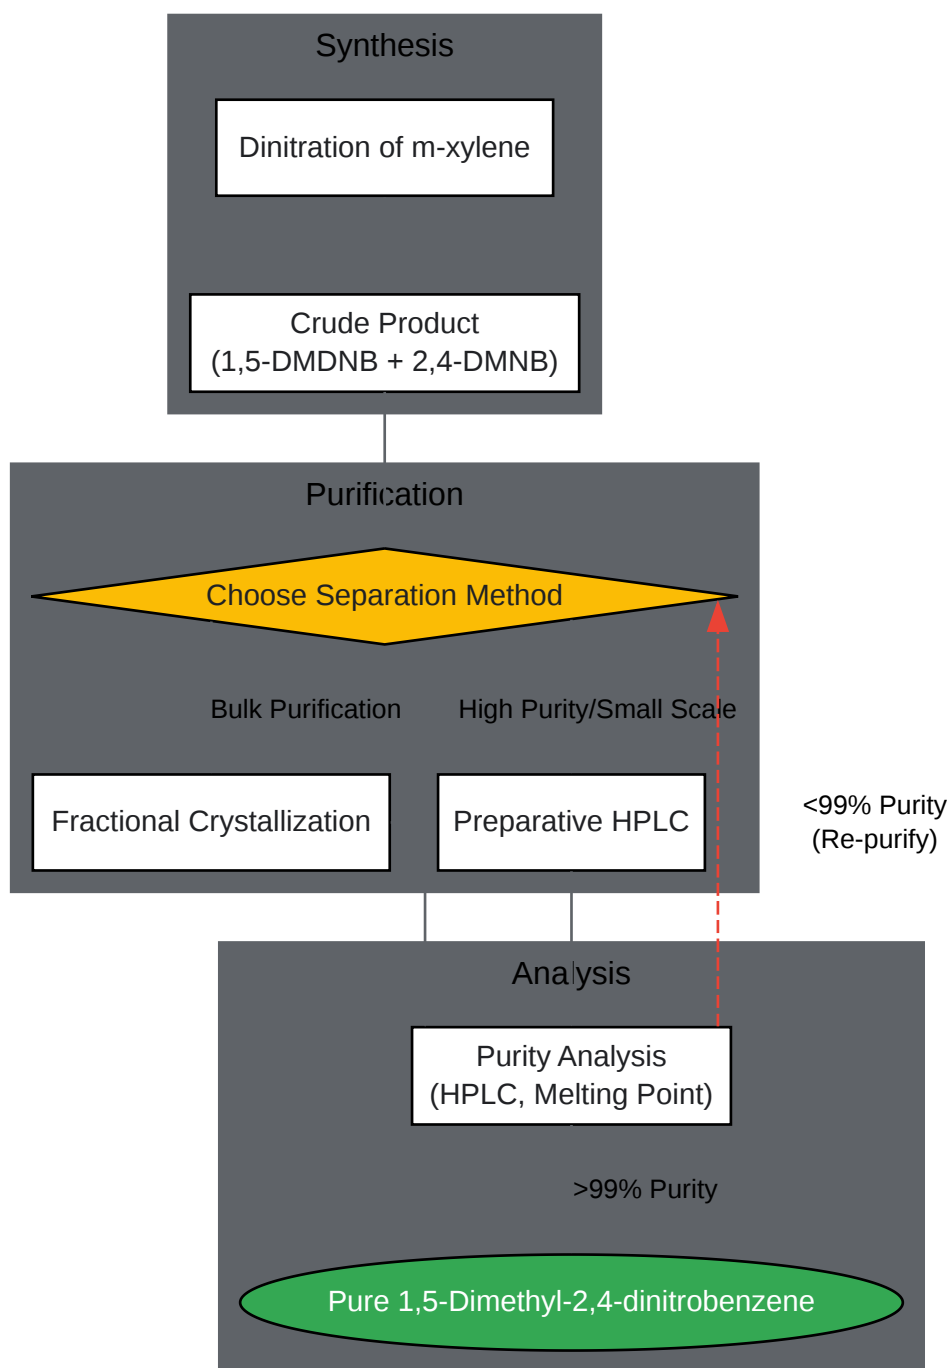 Synthesis
Dinitration of m-xylene
Crude Product
(1,5-DMDNB + 2,4-DMNB)
Purification
Choose Separation Method
Bulk Purification
High Purity/Small Scale
Fractional Crystallization
Preparative HPLC
<99% Purity
(Re-purify)
Analysis
Purity Analysis
(HPLC, Melting Point)
>99% Purity
Pure 1,5-Dimethyl-2,4-dinitrobenzene